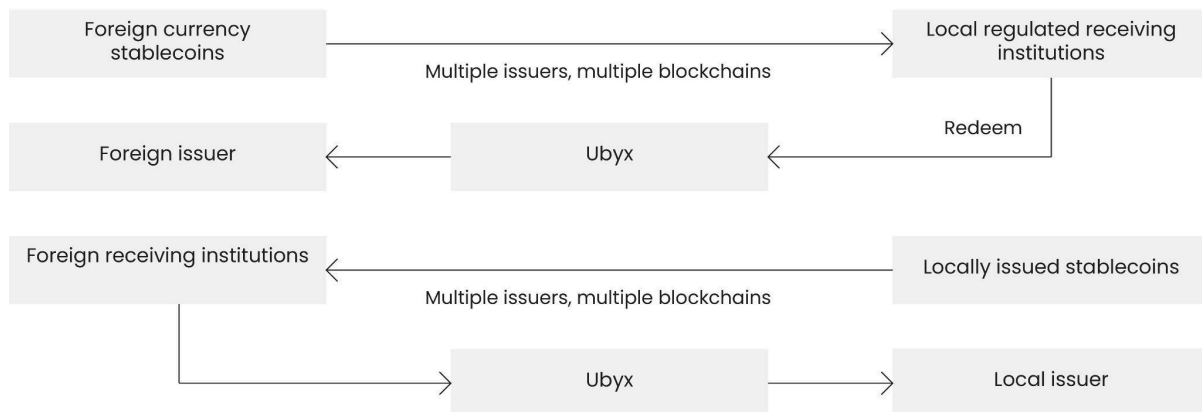 Foreign currency
stablecoins
Local regulated receiving
institutions
Multiple issuers, multiple blockchains
Redeem
Foreign issuer
Ubyx
Foreign receiving institutions
Locally issued stablecoins
Multiple issuers, multiple blockchains
Ubyx
Local issuer